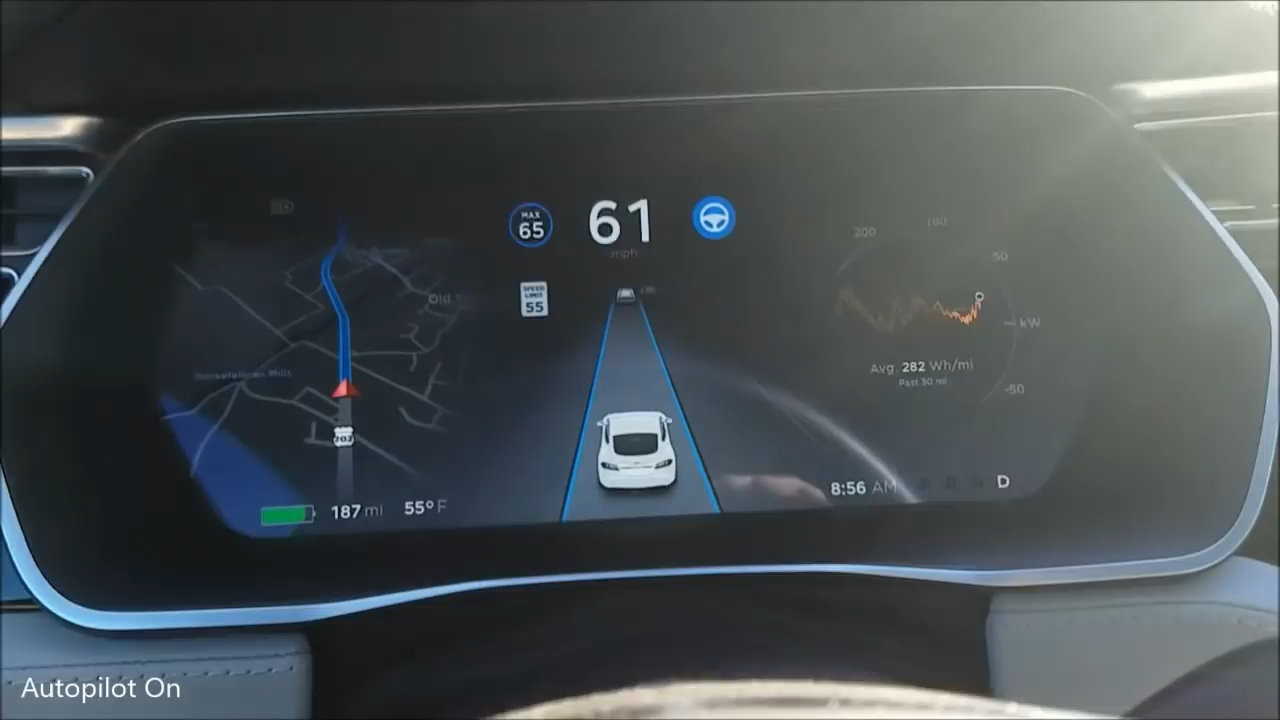 MAX
65
61
mph
SPEED
LIMIT
55
200
100
50
kW
-50
Old
202
Avg. 282 Wh/mi
Past 30 mi
187 mi
55° F
8:56 AM
D
Autopilot On